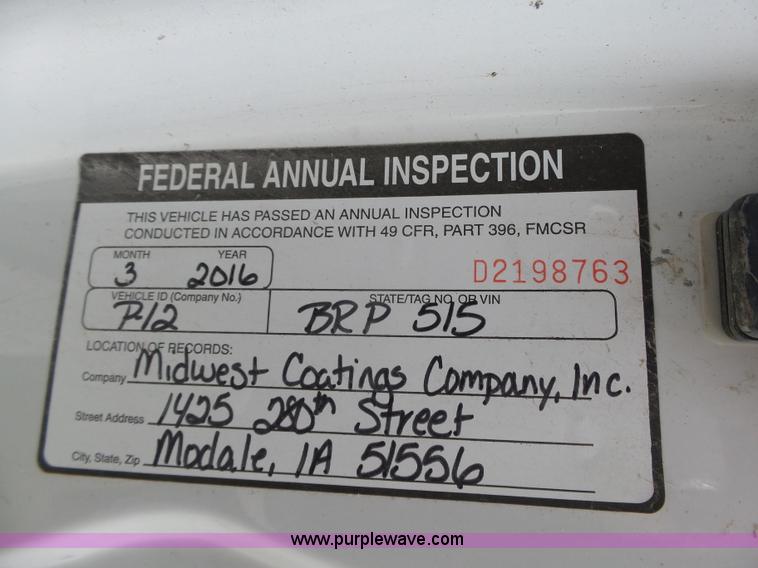 FEDERAL ANNUAL INSPECTION
THIS VEHICLE HAS PASSED AN ANNUAL INSPECTION
CONDUCTED IN ACCORDANCE WITH 49 CFR, PART 396, FMCSR
MONTH YEAR
3 2016 D2198763
VEHICLE ID (Company No.) STATE/TAG NO. OR VIN
P-12 BRP 515
LOCATION OF RECORDS:
Company Midwest Coatings Company, Inc.
Street Address 1425 280th Street
City, State, Zip Modale, IA 51556
www.purplewave.com